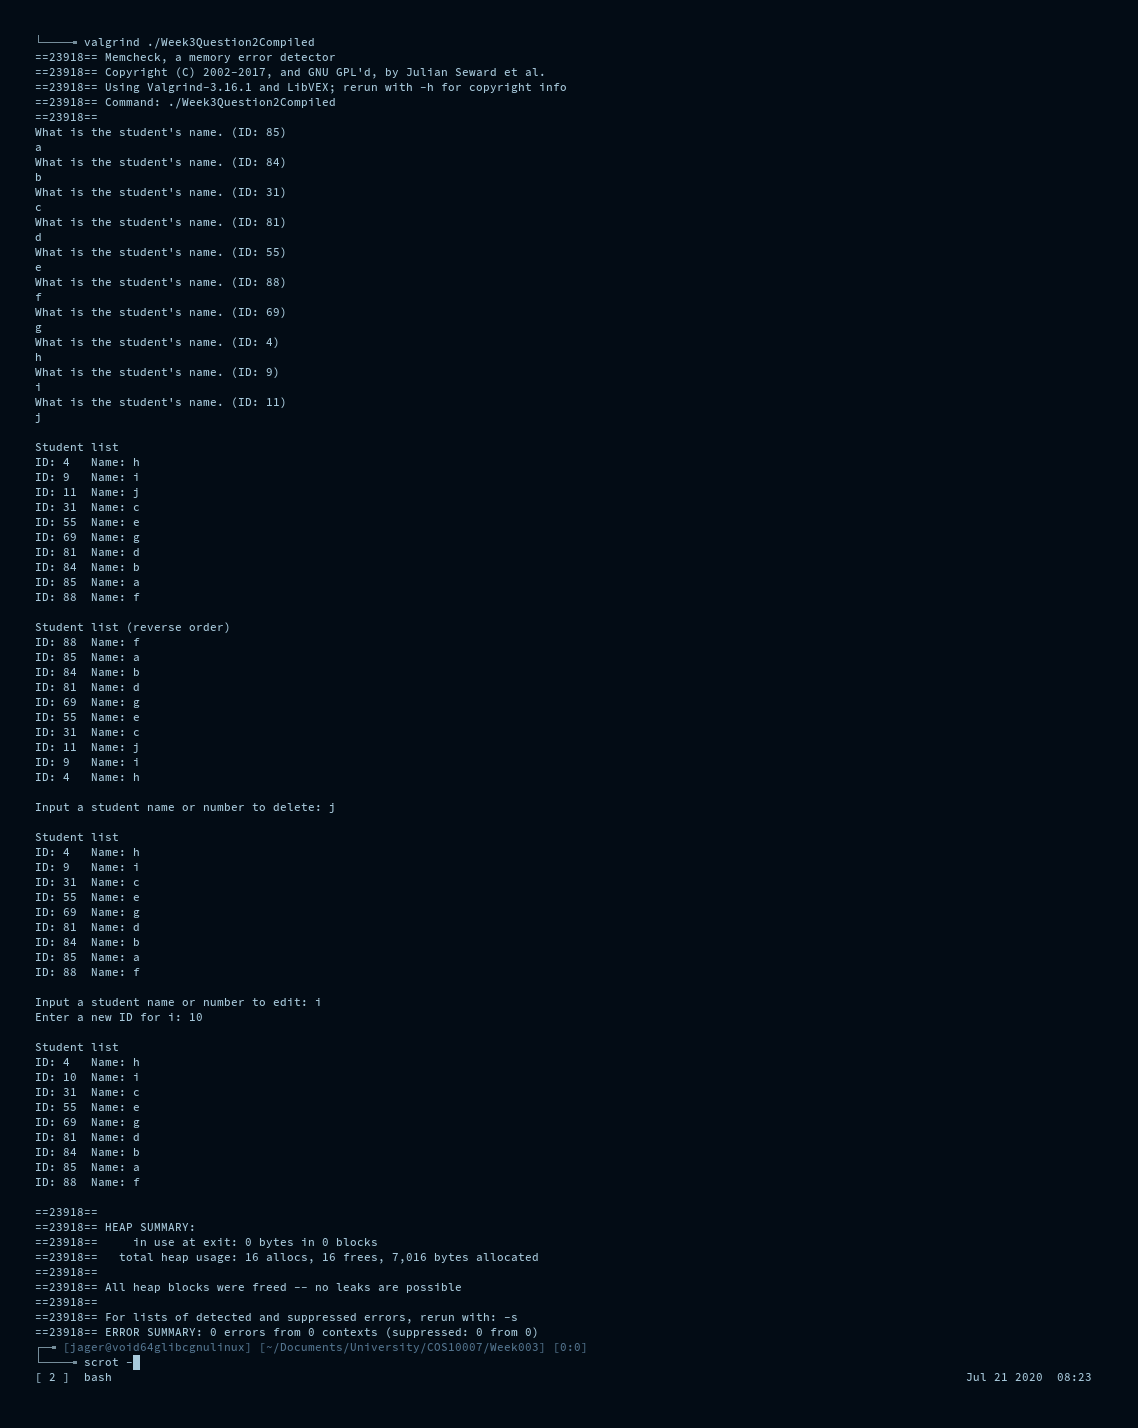 └────╼ valgrind ./Week3Question2Compiled
==23918== Memcheck, a memory error detector
==23918== Copyright (C) 2002-2017, and GNU GPL'd, by Julian Seward et al.
==23918== Using Valgrind-3.16.1 and LibVEX; rerun with -h for copyright info
==23918== Command: ./Week3Question2Compiled
==23918==
What is the student's name. (ID: 85)
a
What is the student's name. (ID: 84)
b
What is the student's name. (ID: 31)
c
What is the student's name. (ID: 81)
d
What is the student's name. (ID: 55)
e
What is the student's name. (ID: 88)
f
What is the student's name. (ID: 69)
g
What is the student's name. (ID: 4)
h
What is the student's name. (ID: 9)
i
What is the student's name. (ID: 11)
j

Student list
ID: 4   Name: h
ID: 9   Name: i
ID: 11  Name: j
ID: 31  Name: c
ID: 55  Name: e
ID: 69  Name: g
ID: 81  Name: d
ID: 84  Name: b
ID: 85  Name: a
ID: 88  Name: f

Student list (reverse order)
ID: 88  Name: f
ID: 85  Name: a
ID: 84  Name: b
ID: 81  Name: d
ID: 69  Name: g
ID: 55  Name: e
ID: 31  Name: c
ID: 11  Name: j
ID: 9   Name: i
ID: 4   Name: h

Input a student name or number to delete: j

Student list
ID: 4   Name: h
ID: 9   Name: i
ID: 31  Name: c
ID: 55  Name: e
ID: 69  Name: g
ID: 81  Name: d
ID: 84  Name: b
ID: 85  Name: a
ID: 88  Name: f

Input a student name or number to edit: i
Enter a new ID for i: 10

Student list
ID: 4   Name: h
ID: 10  Name: i
ID: 31  Name: c
ID: 55  Name: e
ID: 69  Name: g
ID: 81  Name: d
ID: 84  Name: b
ID: 85  Name: a
ID: 88  Name: f

==23918==
==23918== HEAP SUMMARY:
==23918==     in use at exit: 0 bytes in 0 blocks
==23918==   total heap usage: 16 allocs, 16 frees, 7,016 bytes allocated
==23918==
==23918== All heap blocks were freed -- no leaks are possible
==23918==
==23918== For lists of detected and suppressed errors, rerun with: -s
==23918== ERROR SUMMARY: 0 errors from 0 contexts (suppressed: 0 from 0)
┌─╼ [jager@void64glibcgnulinux] [~/Documents/University/COS10007/Week003] [0:0]
└────╼ scrot -
[ 2 ]  bash Jul 21 2020  08:23